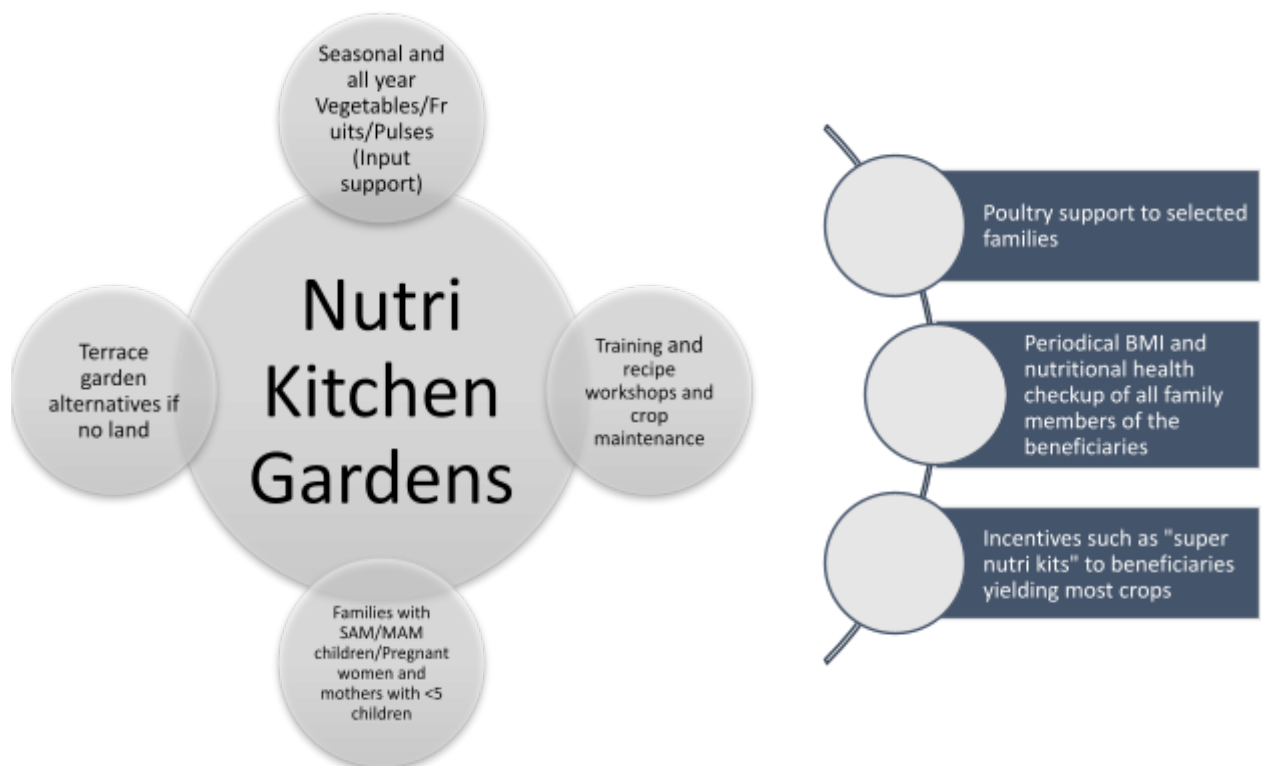 Seasonal and
all year
Vegetables/Fr
uits/Pulses
(Input
support)
Nutri
Kitchen
Gardens
Terrace
garden
alternatives if
no land
Training and
recipe
workshops and
crop
maintenance
Families with
SAM/MAM
children/Pregnant
women and
mothers with <5
children
Poultry support to selected
families
Periodical BMI and
nutritional health
checkup of all family
members of the
beneficiaries
Incentives such as "super
nutri kits" to beneficiaries
yielding most crops